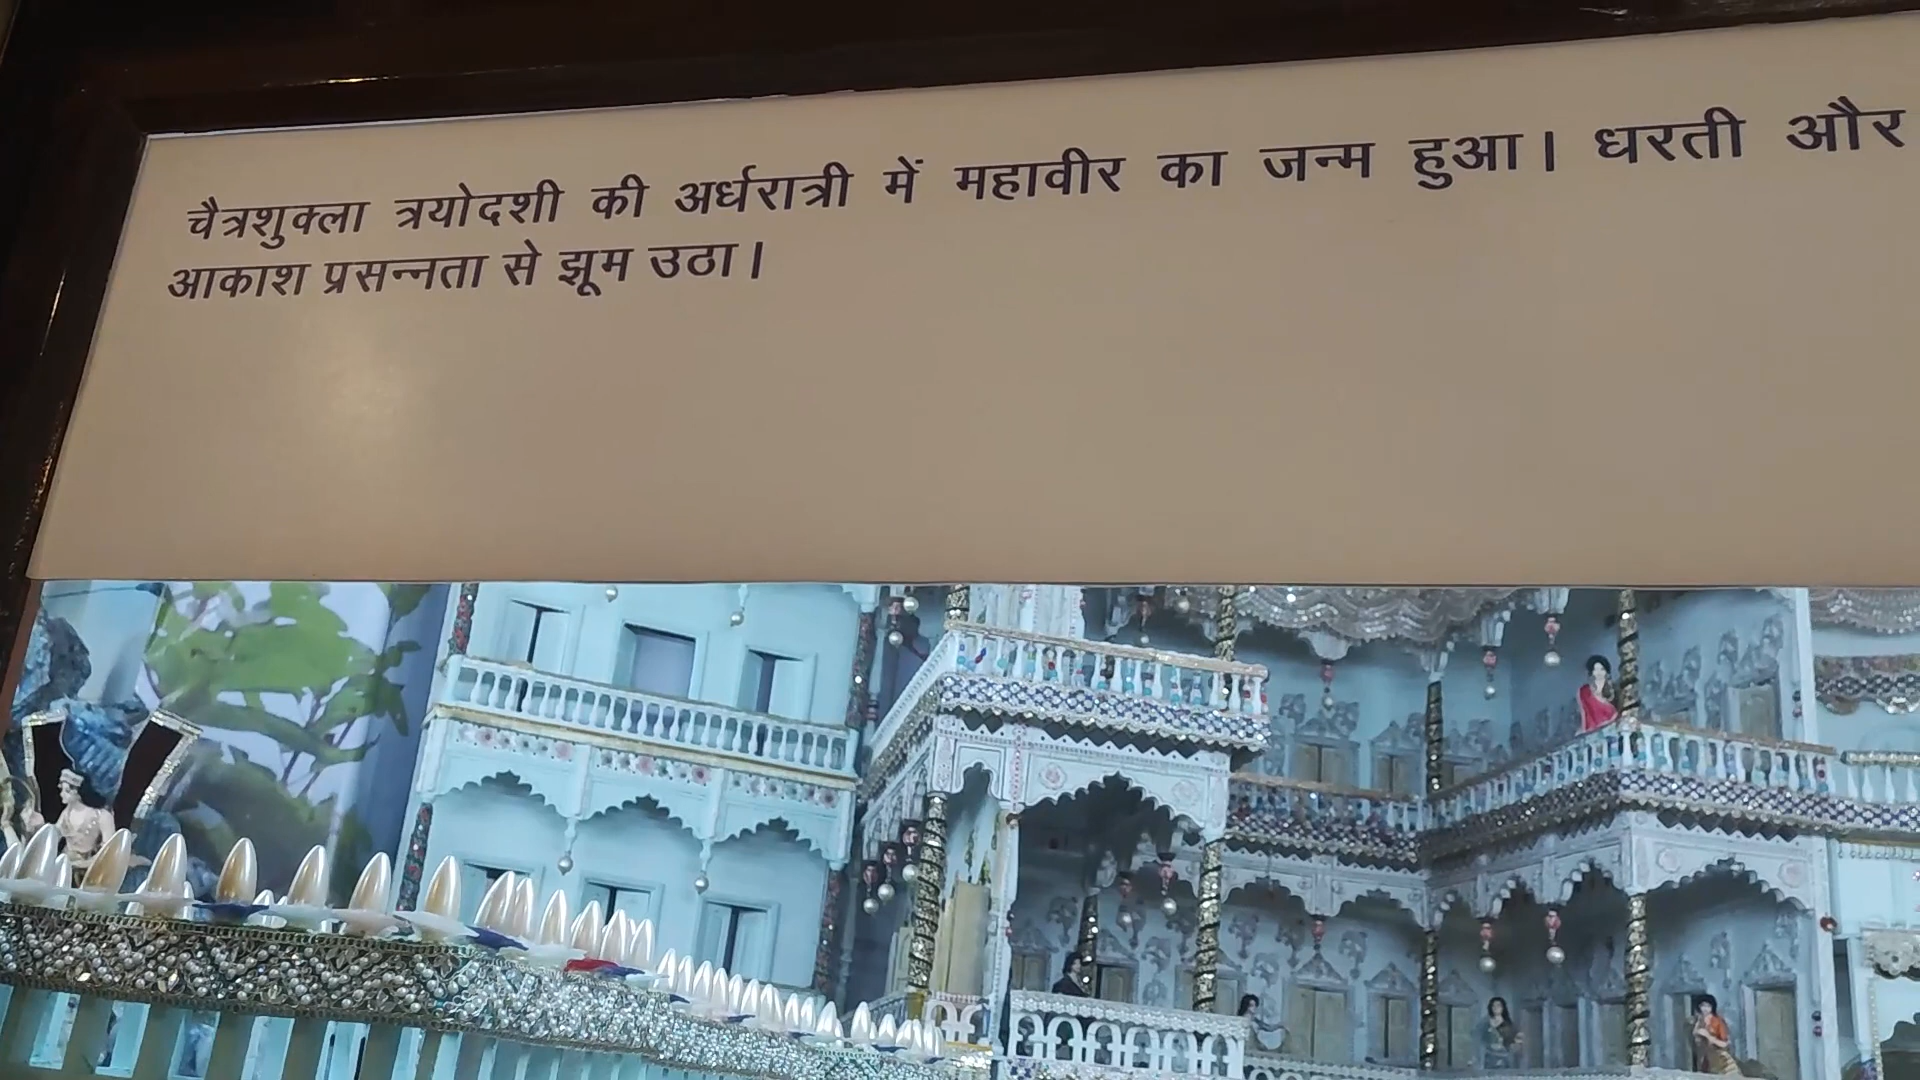 चैत्रशुक्ला त्रयोदशी की अर्धरात्री में महावीर का जन्म हुआ। धरती और
आकाश प्रसन्नता से झूम उठा।